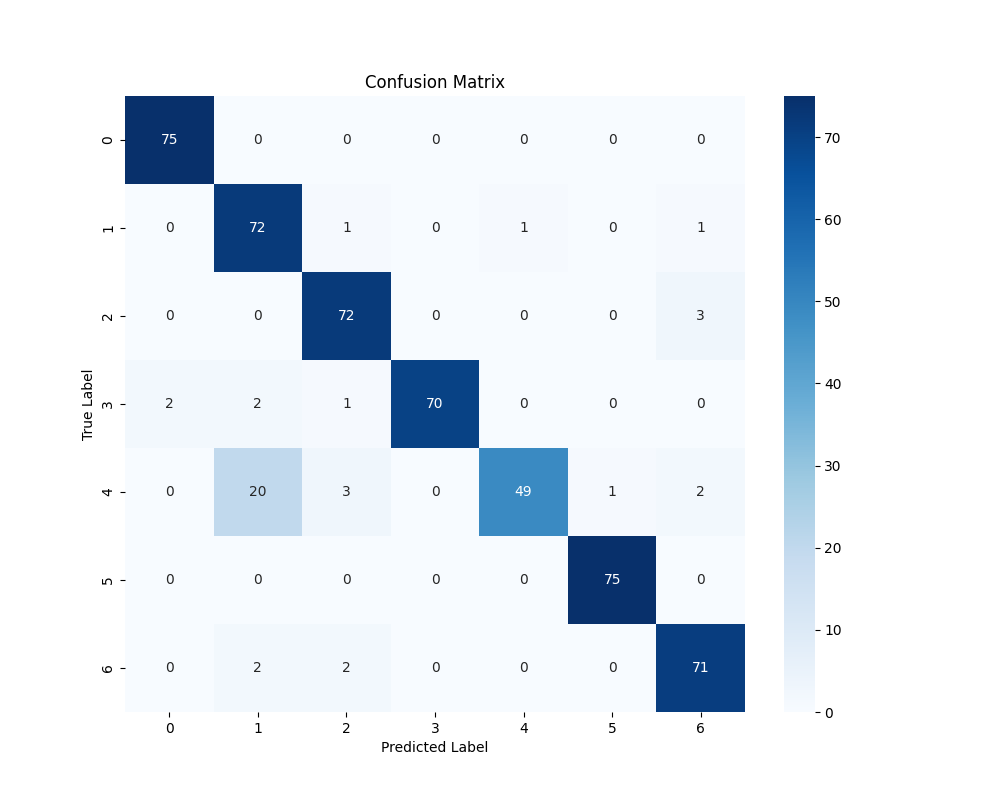 Confusion Matrix
0 75 0 0 0 0 0 0
1 0 72 1 0 1 0 1
2 0 0 72 0 0 0 3
3 2 2 1 70 0 0 0
4 0 20 3 0 49 1 2
5 0 0 0 0 0 75 0
6 0 2 2 0 0 0 71
0 1 2 3 4 5 6
Predicted Label
True Label
70
60
50
40
30
20
10
0